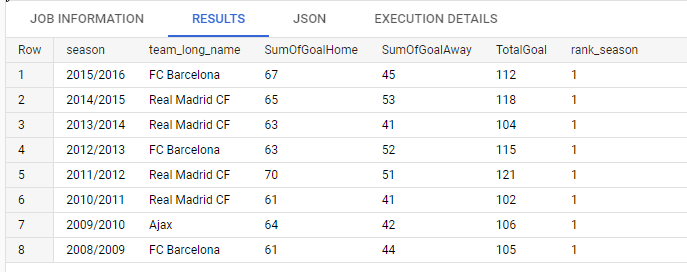 JOB INFORMATION RESULTS JSON EXECUTION DETAILS
Row season team_long_name SumOfGoalHome SumOfGoalAway TotalGoal rank_season
1 2015/2016 FC Barcelona 67 45 112 1
2 2014/2015 Real Madrid CF 65 53 118 1
3 2013/2014 Real Madrid CF 63 41 104 1
4 2012/2013 FC Barcelona 63 52 115 1
5 2011/2012 Real Madrid CF 70 51 121 1
6 2010/2011 Real Madrid CF 61 41 102 1
7 2009/2010 Ajax 64 42 106 1
8 2008/2009 FC Barcelona 61 44 105 1